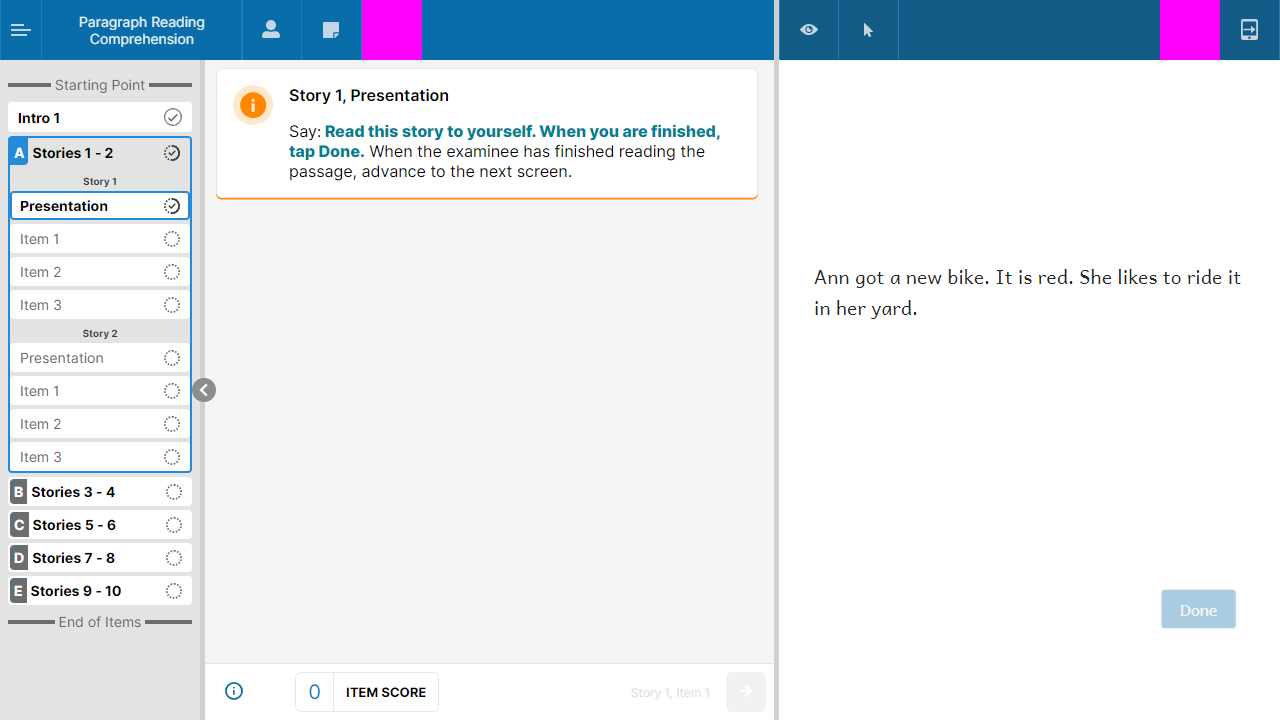 Paragraph Reading
Comprehension
Starting Point
Intro 1
A Stories 1 - 2
Story 1
Presentation
Item 1
Item 2
Item 3
Story 2
Presentation
Item 1
Item 2
Item 3
B Stories 3 - 4
C Stories 5 - 6
D Stories 7 - 8
E Stories 9 - 10
End of Items
Story 1, Presentation
Say: Read this story to yourself. When you are finished,
tap Done. When the examinee has finished reading the
passage, advance to the next screen.
0 ITEM SCORE
Story 1, Item 1
Ann got a new bike. It is red. She likes to ride it
in her yard.
Done